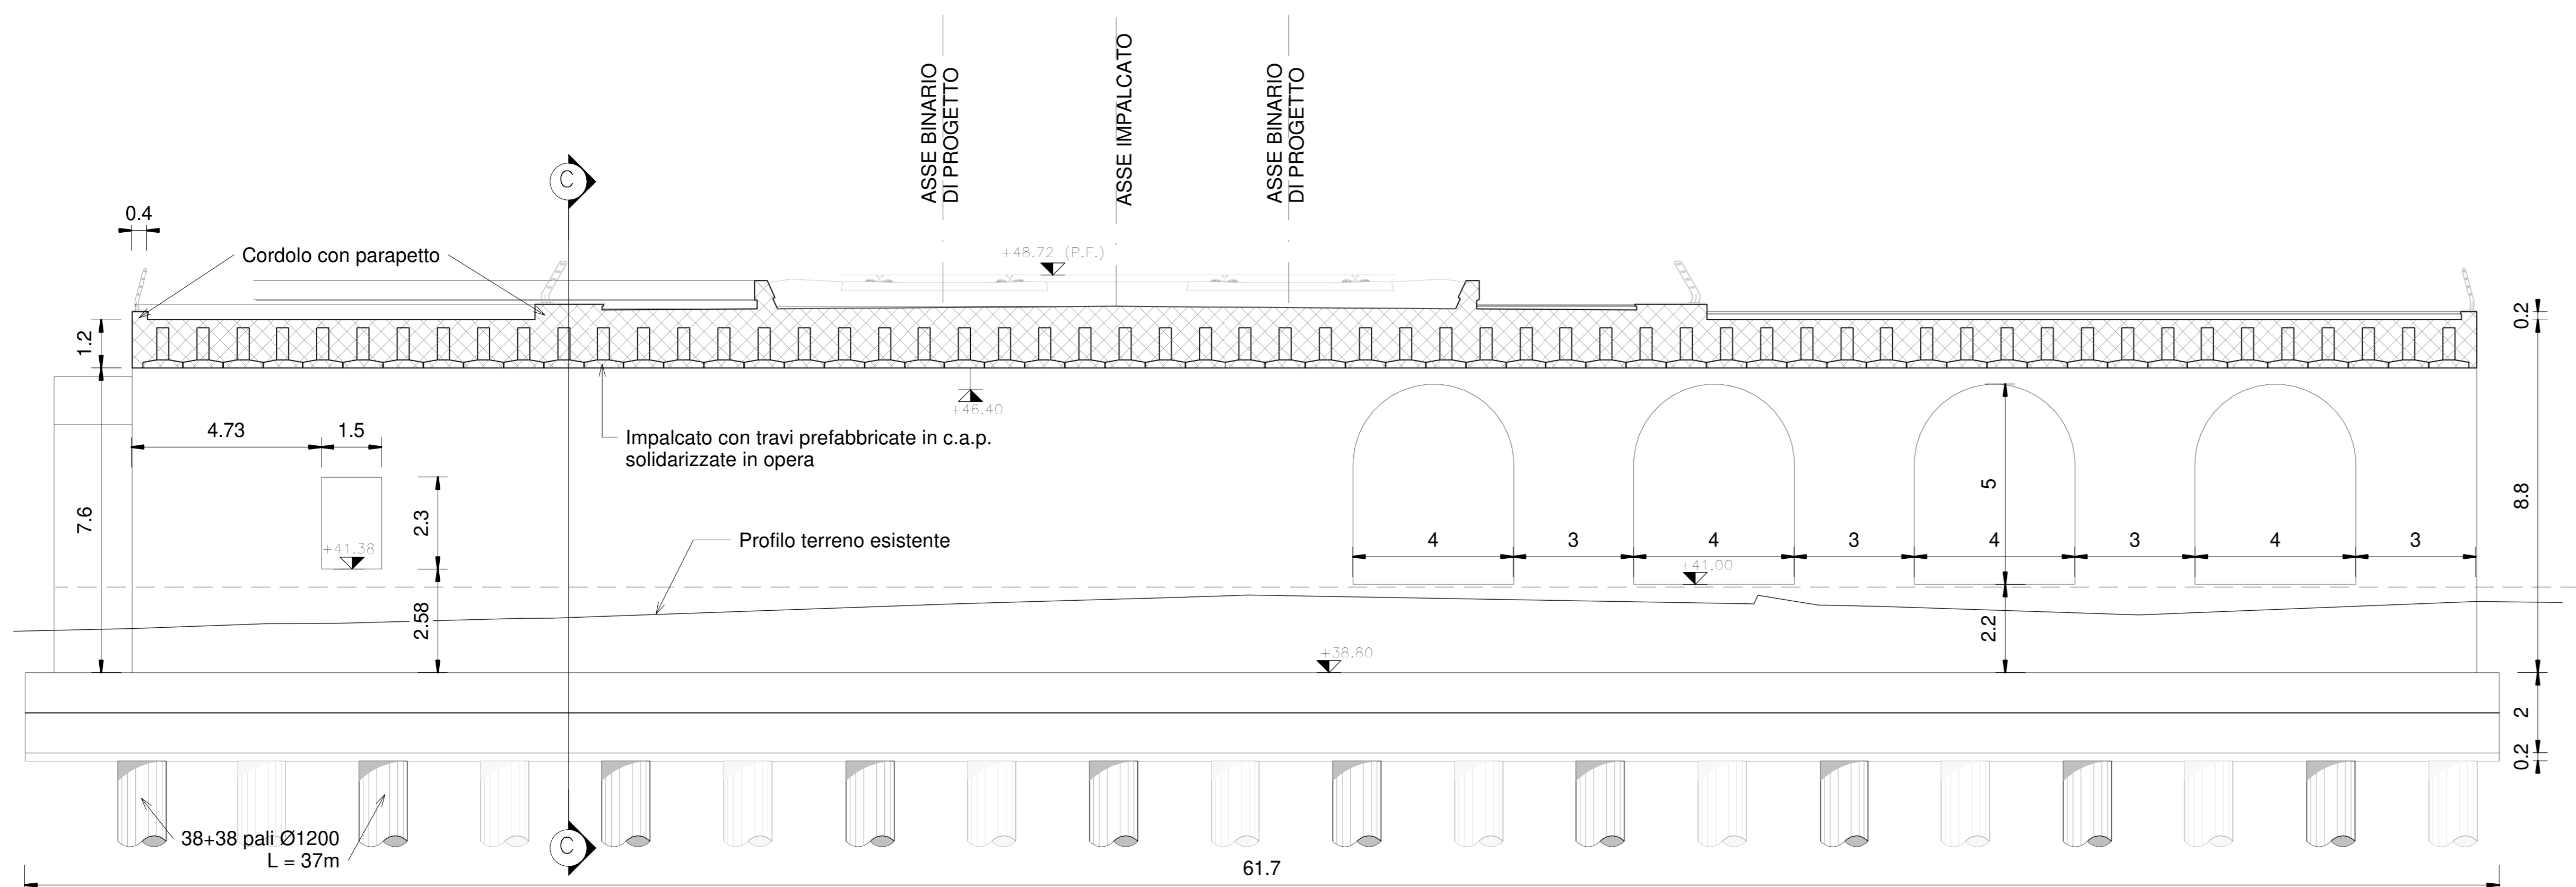 ASSE BINARIO
DI PROGETTO
ASSE IMPALCATO
ASSE BINARIO
DI PROGETTO
C
0.4
Cordolo con parapetto
+48.72 (P.F.)
1.2
0.2
+46.40
4.73
1.5
Impalcato con travi prefabbricate in c.a.p.
solidarizzate in opera
7.6
2.3
5
8.8
+41.38
Profilo terreno esistente
4
3
4
3
4
3
4
3
+41.00
2.58
2.2
+38.80
2
0.2
38+38 pali Ø1200
L = 37m
C
61.7